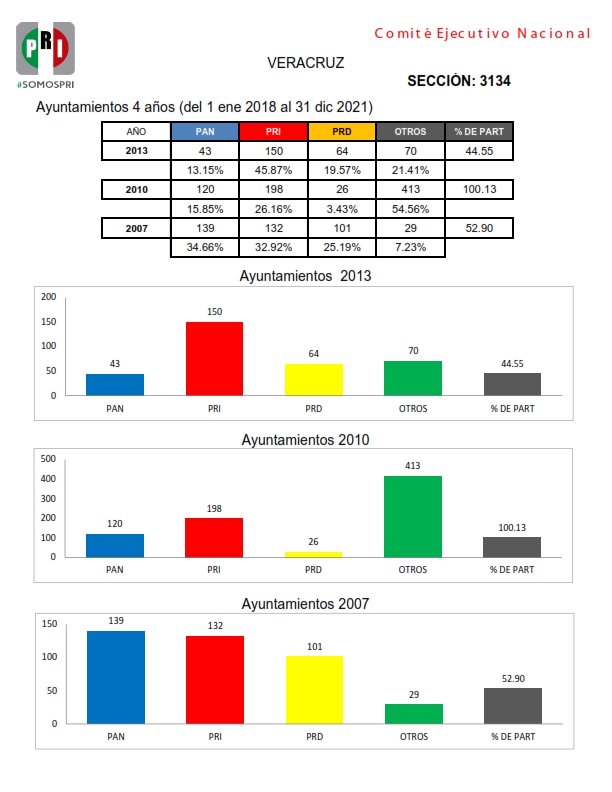 Comité Ejecutivo Nacional
PRI
#SOMOSPRI
VERACRUZ
SECCIÓN: 3134
Ayuntamientos 4 años (del 1 ene 2018 al 31 dic 2021)
AÑO PAN PRI PRD OTROS % DE PART
2013 43 150 64 70 44.55
13.15% 45.87% 19.57% 21.41%
2010 120 198 26 413 100.13
15.85% 26.16% 3.43% 54.56%
2007 139 132 101 29 52.90
34.66% 32.92% 25.19% 7.23%
Ayuntamientos 2013
200
150
100
50
0
43 150 64 70 44.55
PAN PRI PRD OTROS % DE PART
Ayuntamientos 2010
500
400
300
200
100
0
120 198 26 413 100.13
PAN PRI PRD OTROS % DE PART
Ayuntamientos 2007
150
100
50
0
139 132 101 29 52.90
PAN PRI PRD OTROS % DE PART